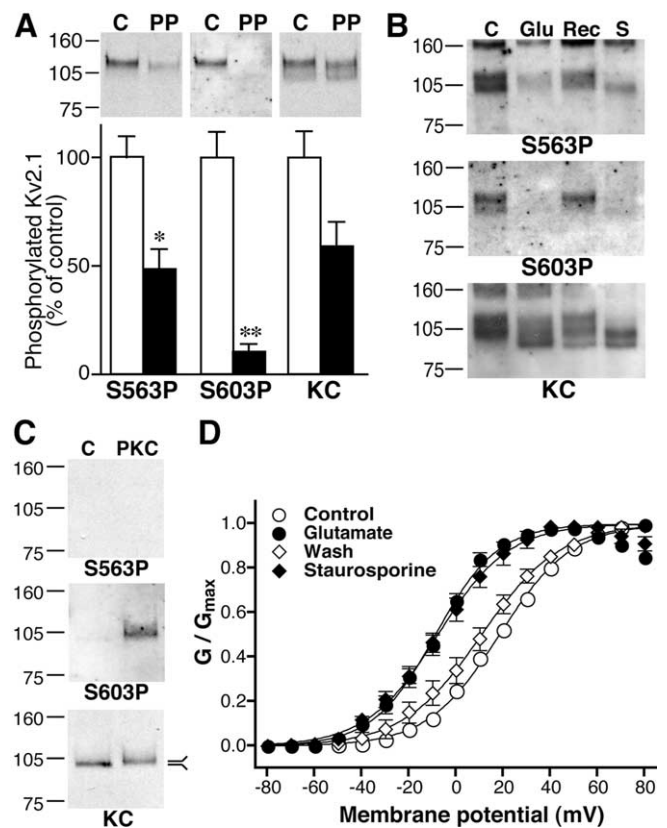 A
C PP C PP C PP
160
105
75
Phosphorylated Kv2.1
(% of control)
100
50
0
*
**
S563P S603P KC
B
C Glu Rec S
160
105
75
S563P
160
105
75
S603P
160
105
75
KC
C
C PKC
160
105
75
S563P
160
105
75
S603P
160
105
75
KC
D
Control
Glutamate
Wash
Staurosporine
G / Gmax
1.0
0.8
0.6
0.4
0.2
0.0
-80 -60 -40 -20 0 20 40 60 80
Membrane potential (mV)